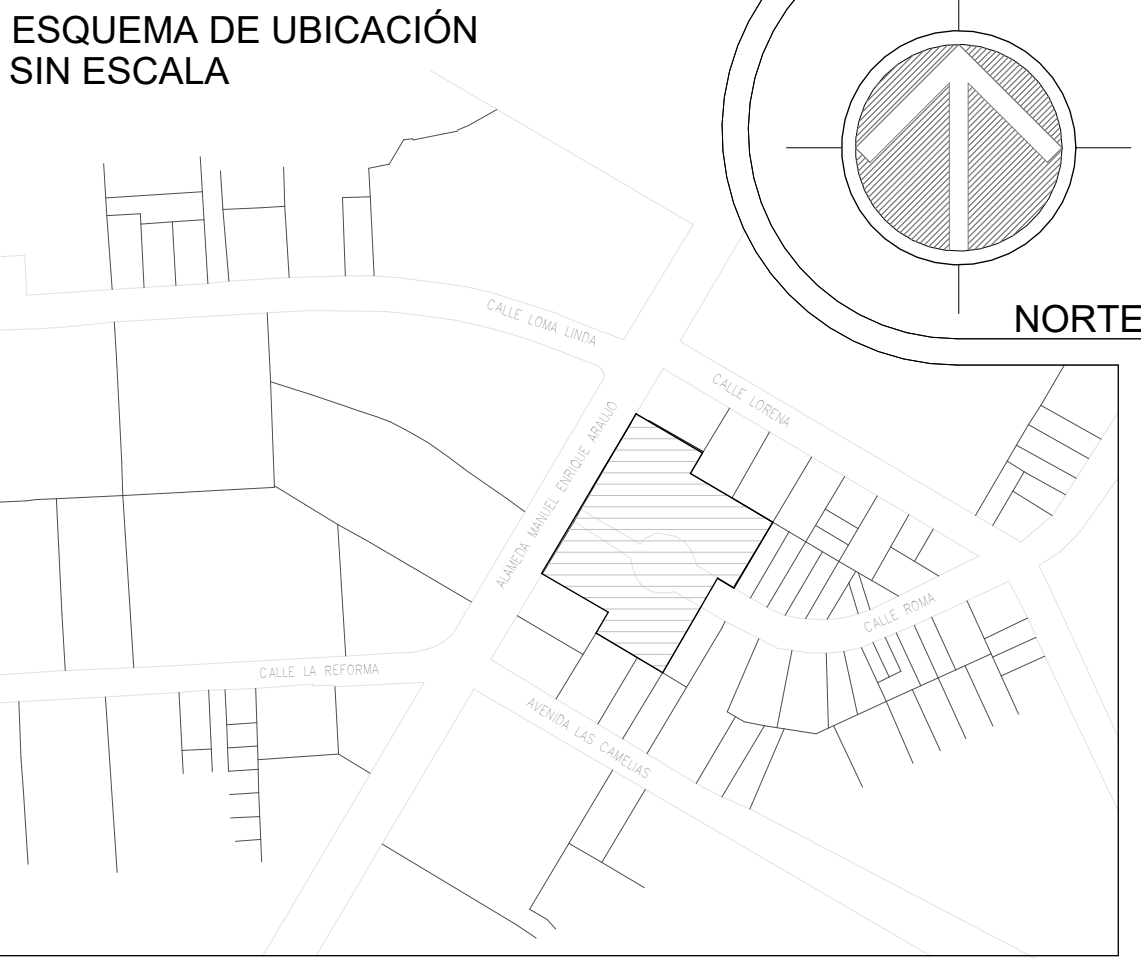 ESQUEMA DE UBICACIÓN
SIN ESCALA
NORTE
CALLE LOMA LINDA
CALLE LORENA
ALAMEDA MANUEL ENRIQUE ARAUJO
CALLE ROMA
CALLE LA REFORMA
AVENIDA LAS CAMELIAS